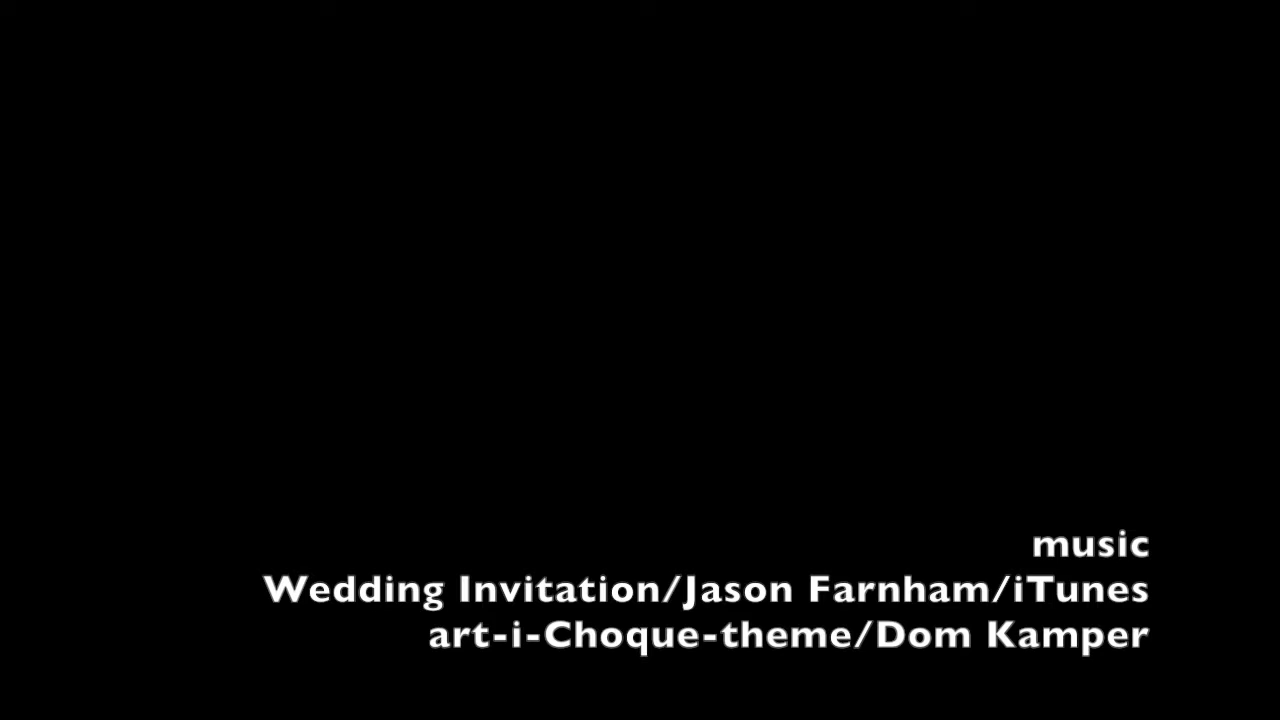 music
Wedding Invitation/Jason Farnham/iTunes
art-i-Choque-theme/Dom Kamper